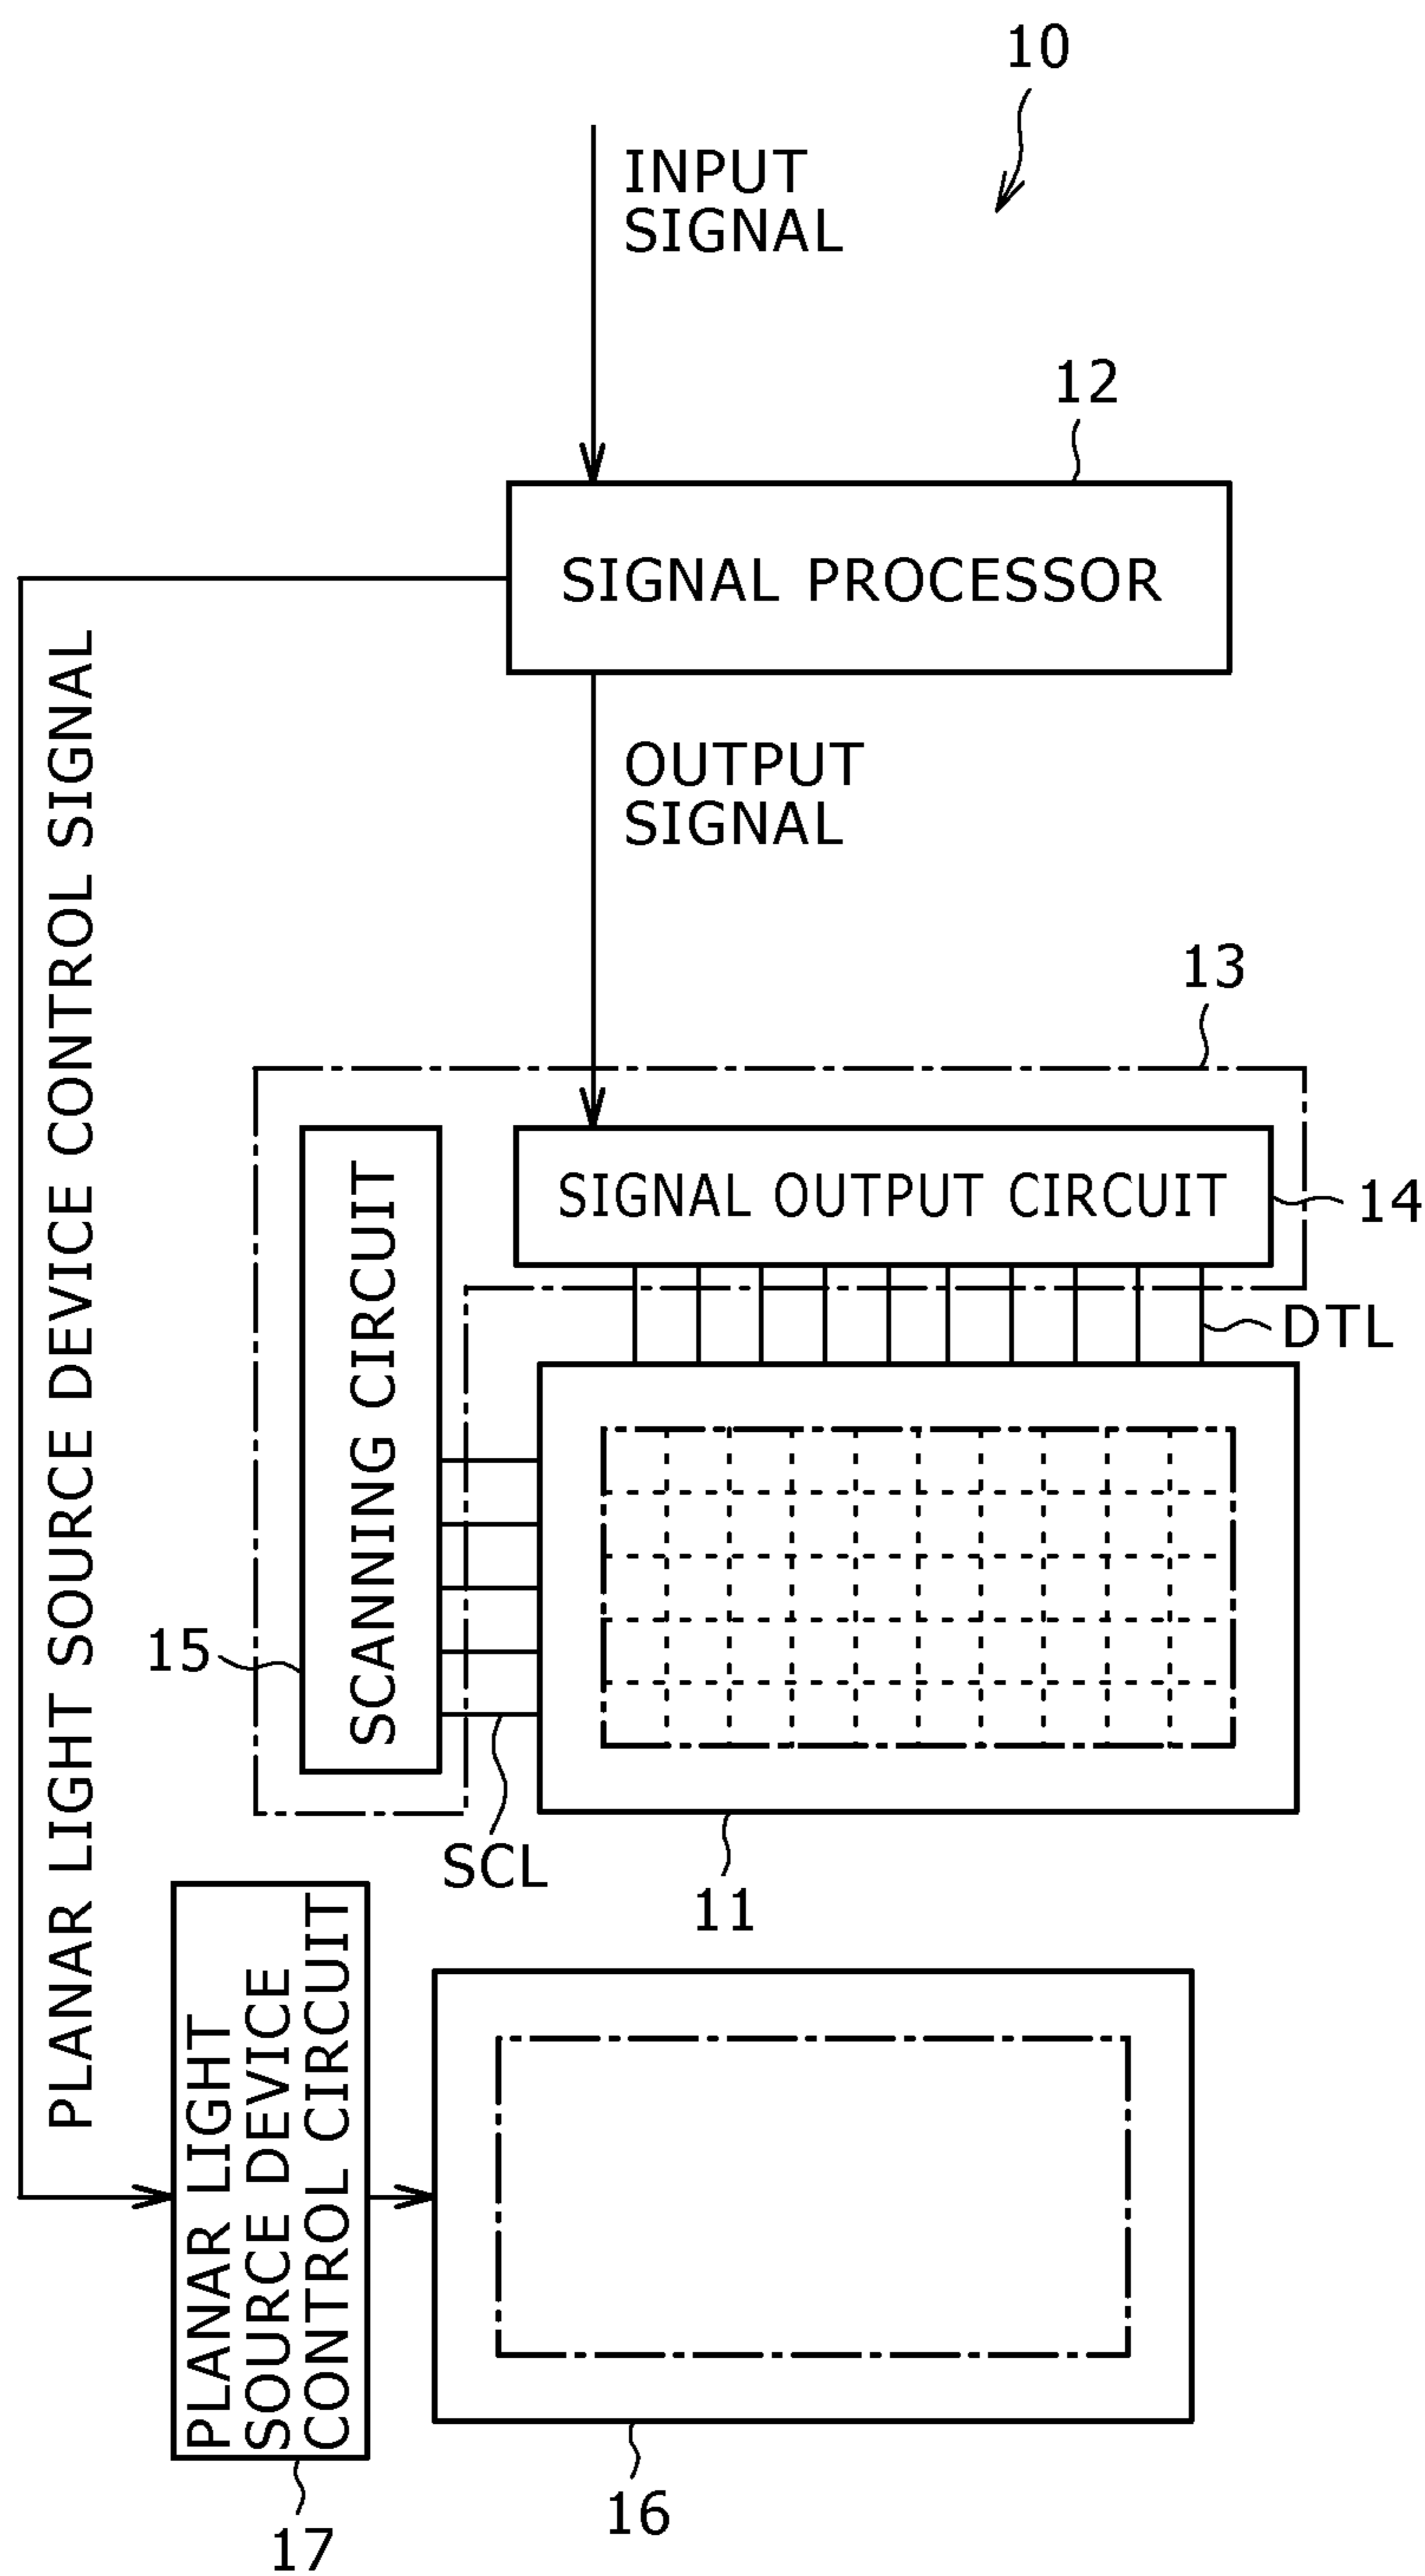 10
INPUT
SIGNAL
12
SIGNAL PROCESSOR
PLANAR LIGHT SOURCE DEVICE CONTROL SIGNAL
OUTPUT
SIGNAL
13
SIGNAL OUTPUT CIRCUIT
14
DTL
SCANNING CIRCUIT
15
SCL
11
PLANAR LIGHT
SOURCE DEVICE
CONTROL CIRCUIT
16
17